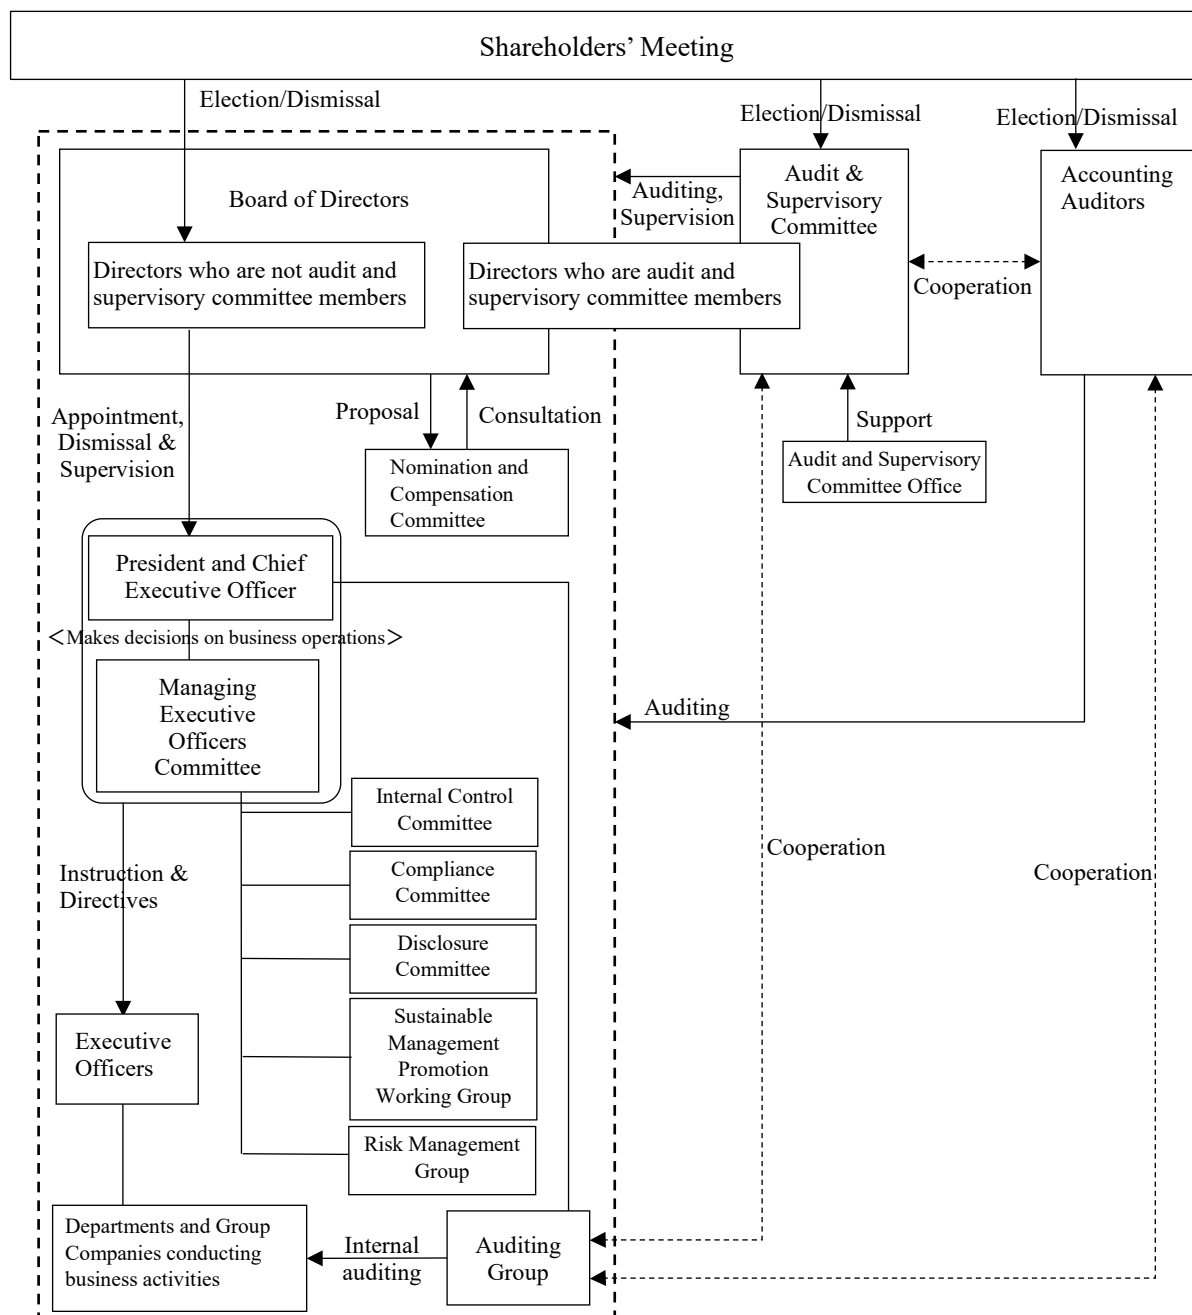 Shareholders’ Meeting
Election/Dismissal
Election/Dismissal
Election/Dismissal
Board of Directors
Directors who are not audit and
supervisory committee members
Directors who are audit and
supervisory committee members
Auditing,
Supervision
Audit &
Supervisory
Committee
Cooperation
Accounting
Auditors
Appointment,
Dismissal &
Supervision
Proposal
Consultation
Nomination and
Compensation
Committee
Support
Audit and Supervisory
Committee Office
President and Chief
Executive Officer
<Makes decisions on business operations>
Managing
Executive
Officers
Committee
Auditing
Internal Control
Committee
Compliance
Committee
Disclosure
Committee
Sustainable
Management
Promotion
Working Group
Risk Management
Group
Cooperation
Cooperation
Instruction &
Directives
Executive
Officers
Departments and Group
Companies conducting
business activities
Internal
auditing
Auditing
Group